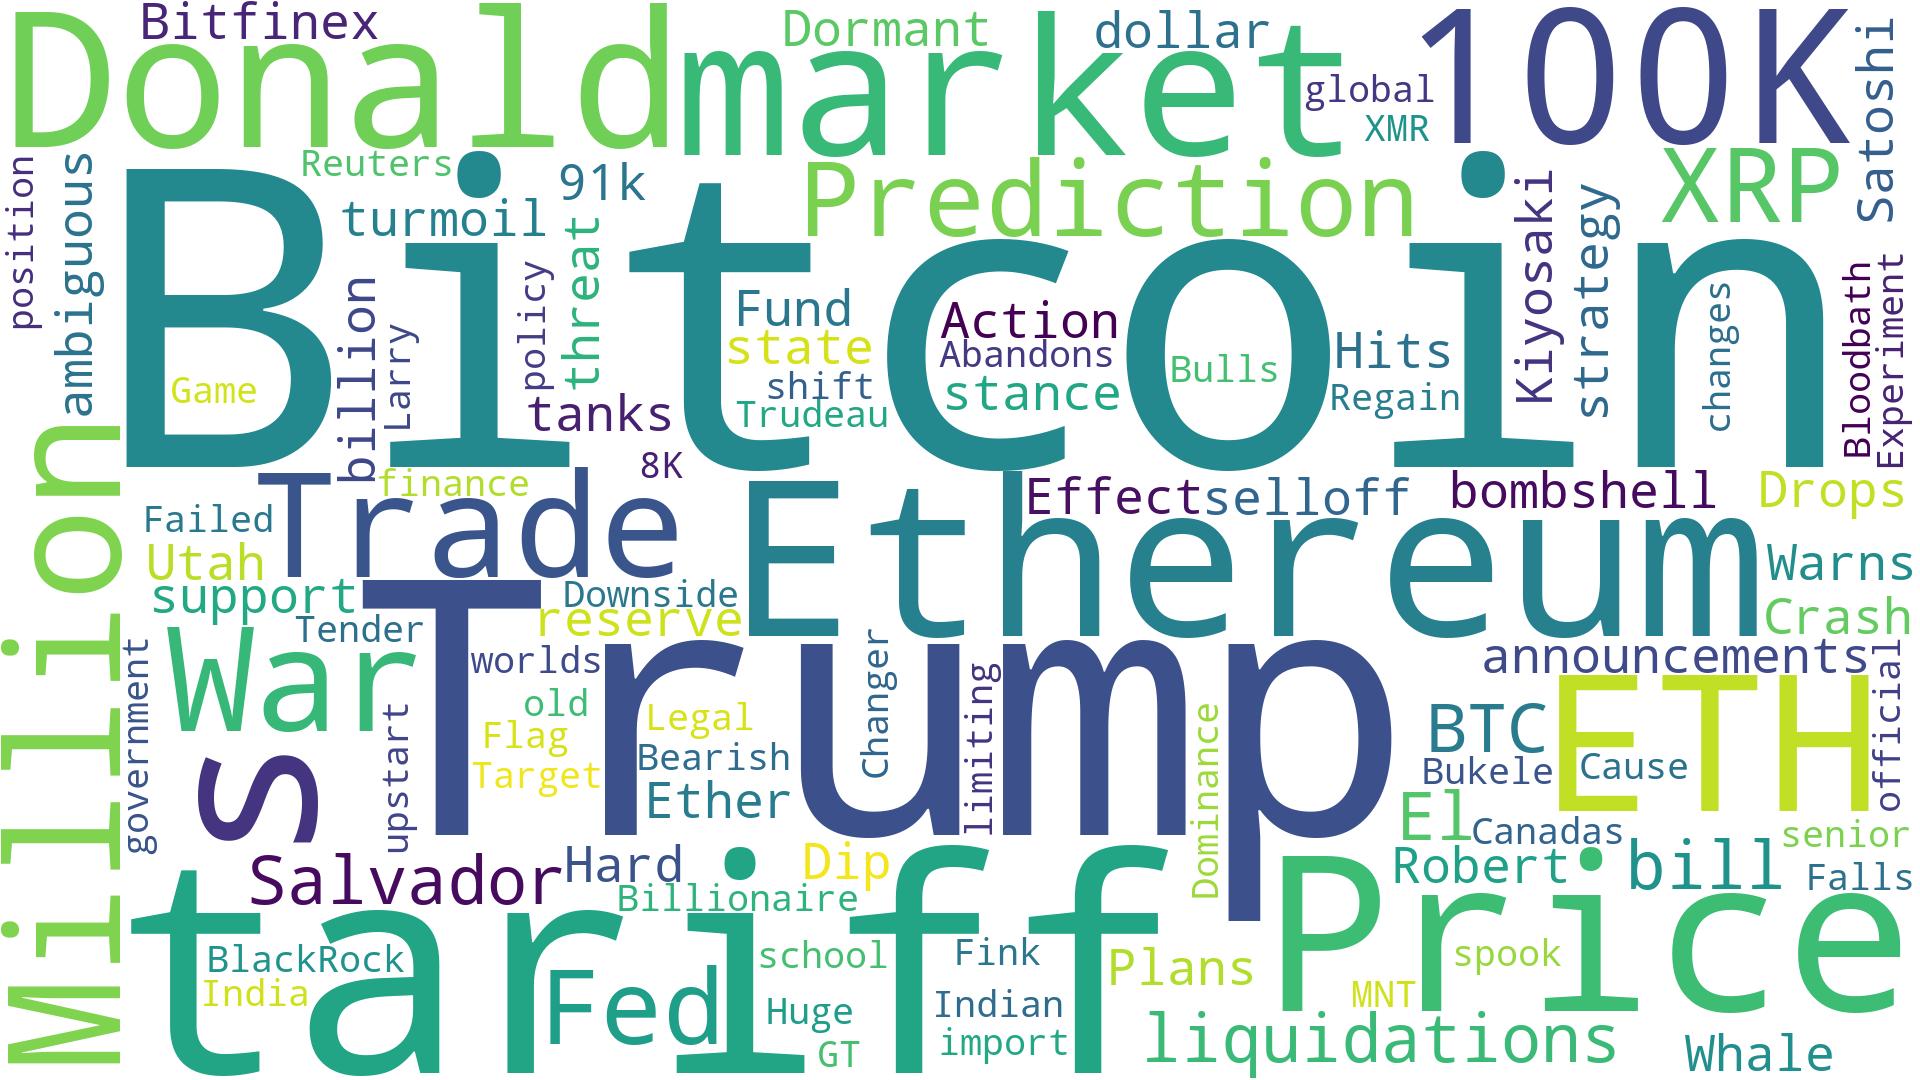 Bitfinex
Donald
market
Dormant
dollar
100K
global
XMR
Satoshi
position
ambiguous
Reuters
91k
turmoil
threat
Prediction
XRP
Kiyosaki
strategy
Bitcoin
Game
billion
Larry
policy
tanks
Fund
state
shift
Trudeau
Action
Abandons
stance
Bulls
Hits
Regain
changes
Bloodbath
Experiment
Million
8K
finance
Trade
Failed
Utah
support
Effect
selloff
bombshell
Drops
Ethereum
Warns
Crash
Downside
reserve
Tender
War
government
s
upstart
Trump
worlds
old
Flag
Target
Legal
Bearish
Ether
Changer
limiting
Dominance
announcements
official
BTC
ETH
Bukele
Cause
El
Canadas
senior
Robert
bill
Falls
Salvador
Hard
Dip
Billionaire
tariff
Price
BlackRock
India
Fed
school
Huge
GT
Fink
Indian
import
Plans
spook
MNT
liquidations
Whale